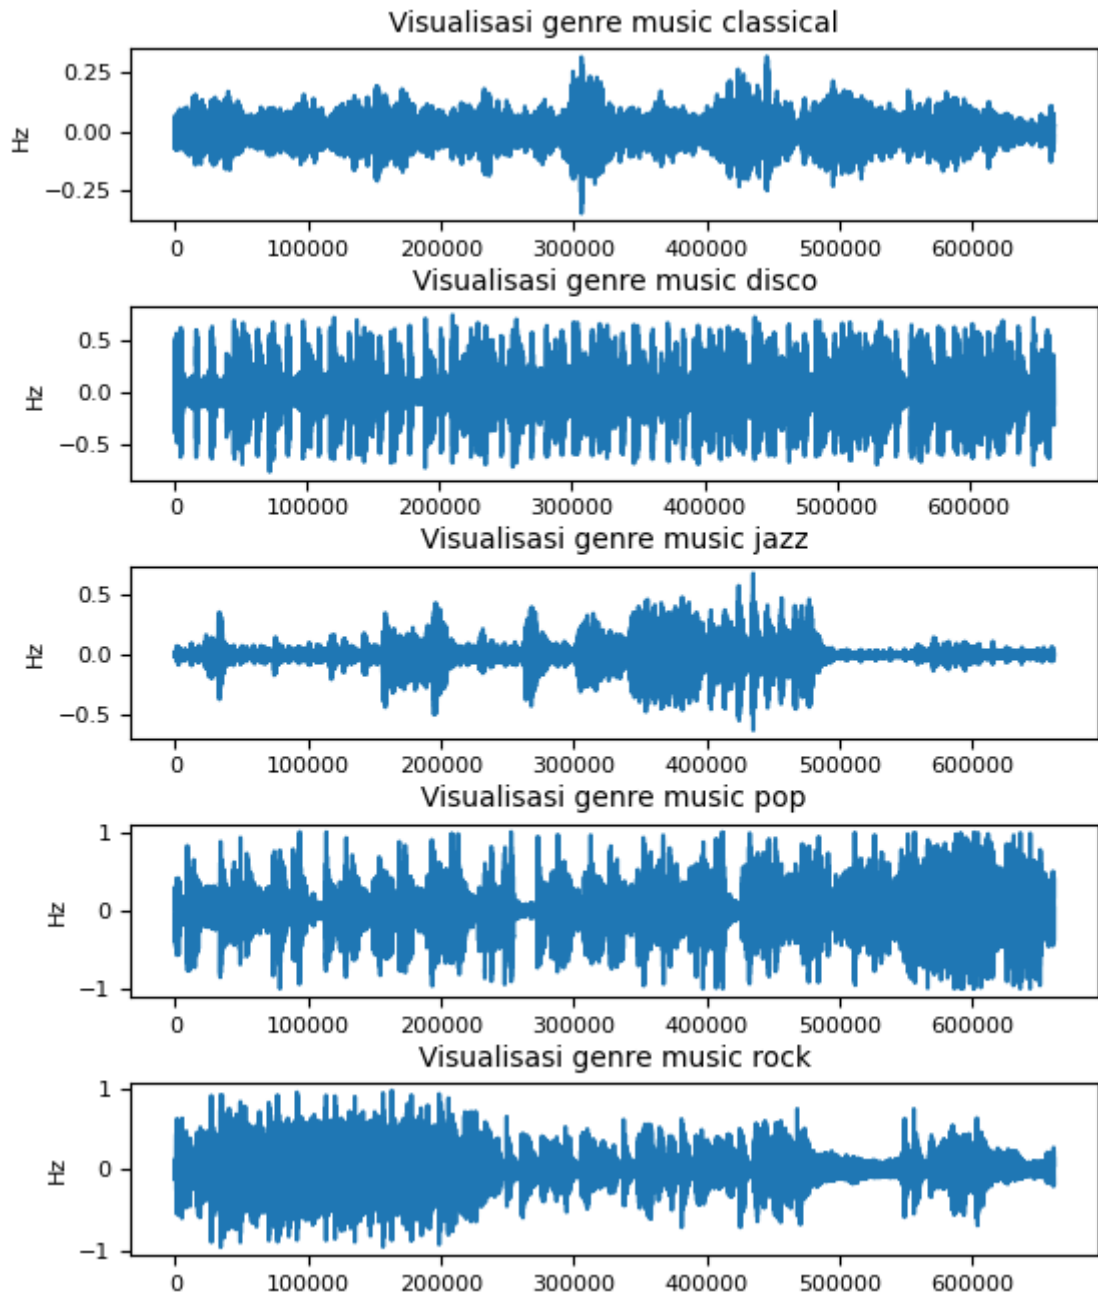 Visualisasi genre music classical
0.25
0.00
−0.25
Hz
0 100000 200000 300000 400000 500000 600000
Visualisasi genre music disco
0.5
0.0
−0.5
Hz
0 100000 200000 300000 400000 500000 600000
Visualisasi genre music jazz
0.5
0.0
−0.5
Hz
0 100000 200000 300000 400000 500000 600000
Visualisasi genre music pop
1
0
−1
Hz
0 100000 200000 300000 400000 500000 600000
Visualisasi genre music rock
1
0
−1
Hz
0 100000 200000 300000 400000 500000 600000